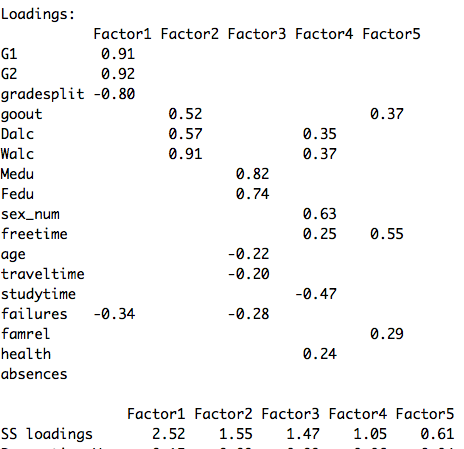 Loadings:
Factor1 Factor2 Factor3 Factor4 Factor5
G1 0.91
G2 0.92
gradesplit -0.80
goout 0.52 0.37
Dalc 0.57 0.35
Walc 0.91 0.37
Medu 0.82
Fedu 0.74
sex_num 0.63
freetime 0.25 0.55
age -0.22
traveltime -0.20
studytime -0.47
failures -0.34 -0.28
famrel 0.29
health 0.24
absences
Factor1 Factor2 Factor3 Factor4 Factor5
SS loadings 2.52 1.55 1.47 1.05 0.61